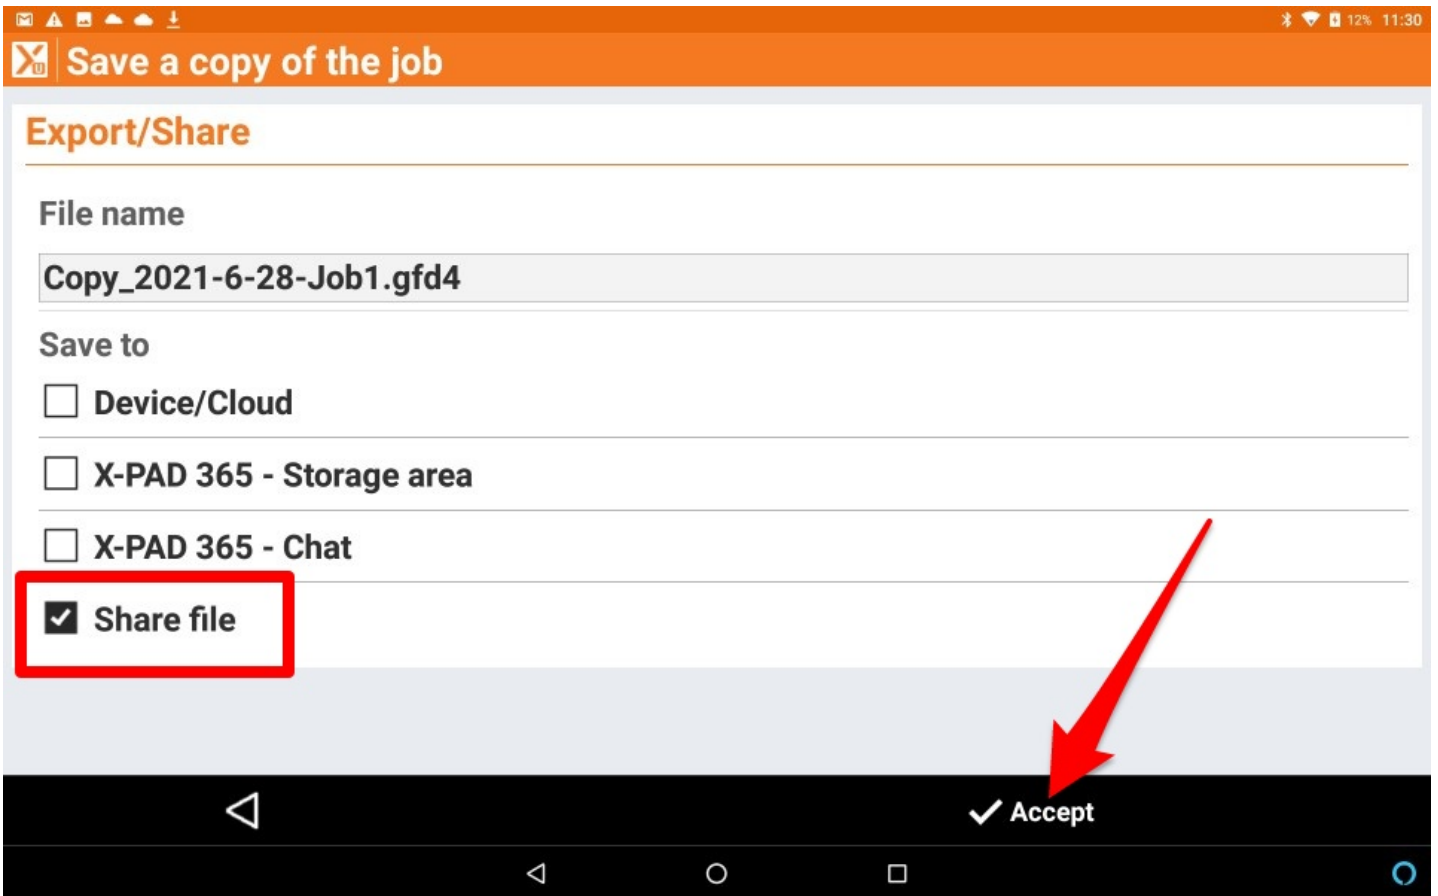 12% 11:30
Save a copy of the job
Export/Share
File name
Copy_2021-6-28-Job1.gfd4
Save to
Device/Cloud
X-PAD 365 - Storage area
X-PAD 365 - Chat
Share file
Accept